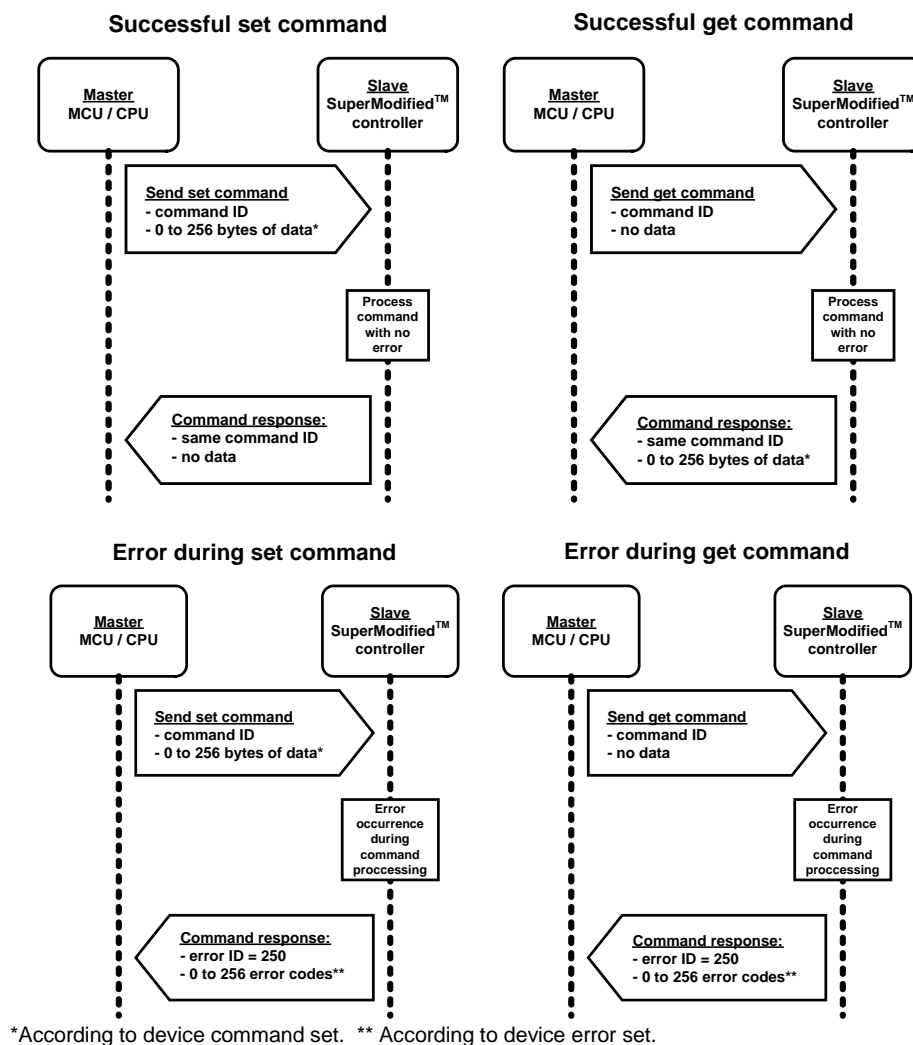 Successful set command
Master
MCU / CPU
Slave
SuperModified™
controller
Send set command
- command ID
- 0 to 256 bytes of data*
Process
command
with no
error
Command response:
- same command ID
- no data
Successful get command
Master
MCU / CPU
Slave
SuperModified™
controller
Send get command
- command ID
- no data
Process
command
with no
error
Command response:
- same command ID
- 0 to 256 bytes of data*
Error during set command
Master
MCU / CPU
Slave
SuperModified™
controller
Send set command
- command ID
- 0 to 256 bytes of data*
Error
occurrence
during
command
proccessing
Command response:
- error ID = 250
- 0 to 256 error codes**
Error during get command
Master
MCU / CPU
Slave
SuperModified™
controller
Send get command
- command ID
- no data
Error
occurrence
during
command
proccessing
Command response:
- error ID = 250
- 0 to 256 error codes**
*According to device command set. ** According to device error set.